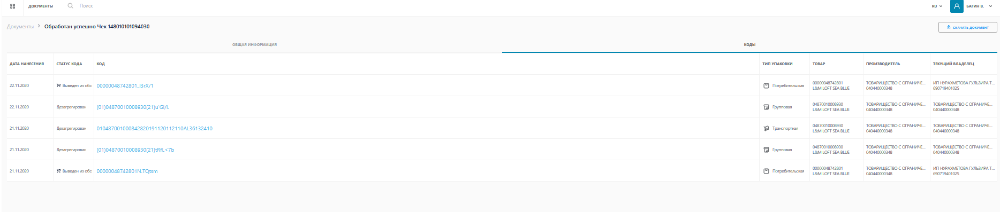 ДОКУМЕНТЫ Поиск RU БАГИН В.
Документы > Обработан успешно Чек 148010101094030 СКАЧАТЬ ДОКУМЕНТ
ОБЩАЯ ИНФОРМАЦИЯ КОДЫ
ДАТА НАНЕСЕНИЯ СТАТУС КОДА КОД ТИП УПАКОВКИ ТОВАР ПРОИЗВОДИТЕЛЬ ТЕКУЩИЙ ВЛАДЕЛЕЦ
22.11.2020 Выведен из обо 00000048742801_l3rX/1 Потребительская 00000048742801 ТОВАРИЩЕСТВО С ОГРАНИЧЕ... ИП НУРАХМЕТОВА ГУЛЬЗИРА Т...
L&M LOFT SEA BLUE 040440000348 690719401025
22.11.2020 Дезагрегирован (01)04870010008930(21)u'GI/i. Групповая 04870010008930 ТОВАРИЩЕСТВО С ОГРАНИЧЕ... ТОВАРИЩЕСТВО С ОГРАНИЧЕ...
L&M LOFT SEA BLUE 040440000348 040440000348
21.11.2020 Дезагрегирован 010487001000842820191120112110AL36132410 Транспортная 04870010008930 ТОВАРИЩЕСТВО С ОГРАНИЧЕ... ТОВАРИЩЕСТВО С ОГРАНИЧЕ...
L&M LOFT SEA BLUE 040440000348 040440000348
21.11.2020 Дезагрегирован (01)04870010008930(21)tRfL<7b Групповая 04870010008930 ТОВАРИЩЕСТВО С ОГРАНИЧЕ... ТОВАРИЩЕСТВО С ОГРАНИЧЕ...
L&M LOFT SEA BLUE 040440000348 040440000348
21.11.2020 Выведен из обо 00000048742801N.TQtsm Потребительская 00000048742801 ТОВАРИЩЕСТВО С ОГРАНИЧЕ... ИП НУРАХМЕТОВА ГУЛЬЗИРА Т...
L&M LOFT SEA BLUE 040440000348 690719401025